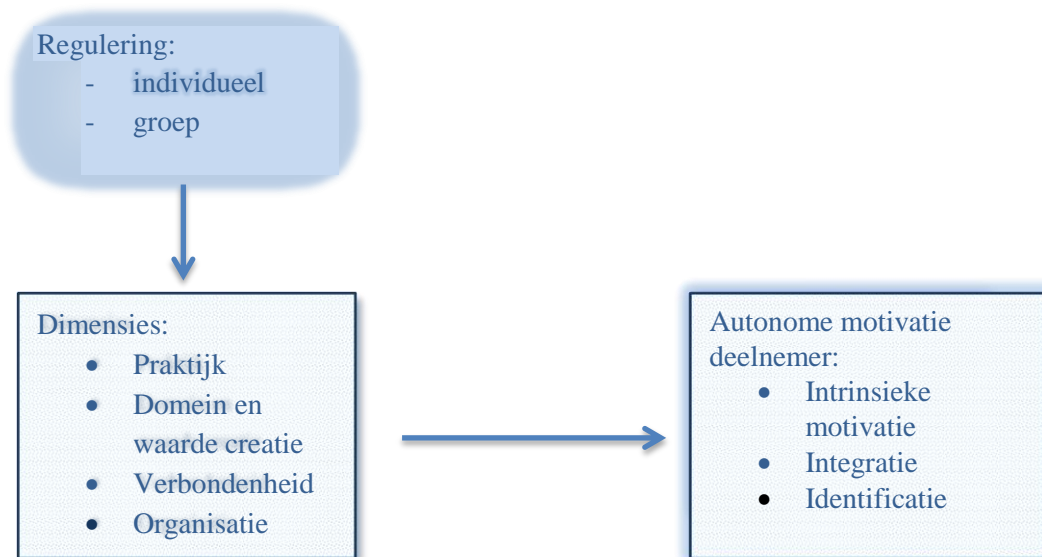 Regulering:
- individueel
- groep
Dimensies:
• Praktijk
• Domein en
waarde creatie
• Verbondenheid
• Organisatie
Autonome motivatie
deelnemer:
• Intrinsieke
motivatie
• Integratie
• Identificatie